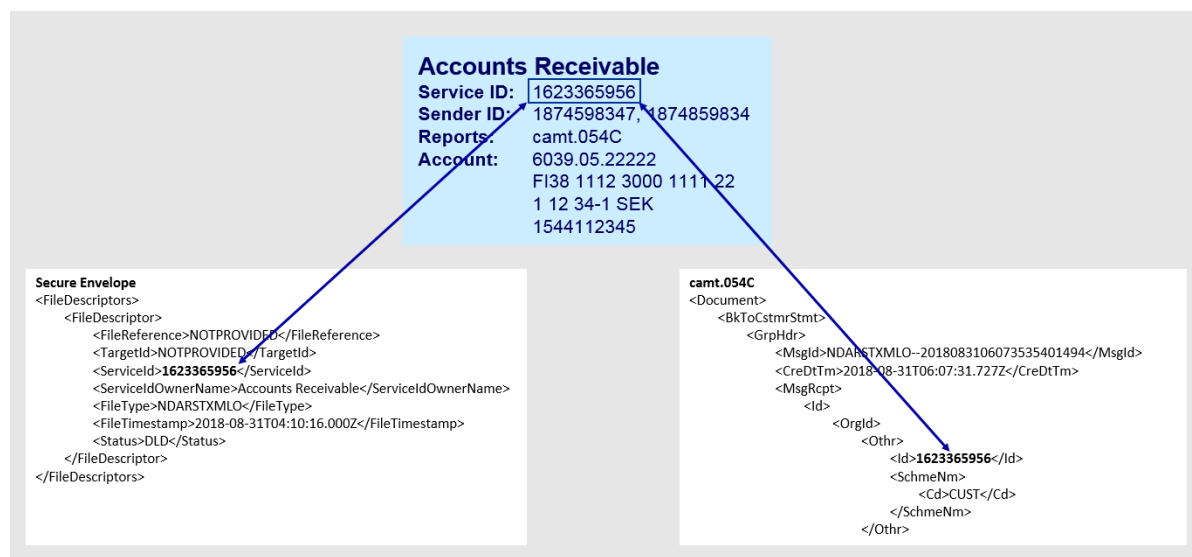 Accounts Receivable
Service ID: 1623365956
Sender ID: 1874598347, 1874859834
Reports: camt.054C
Account: 6039.05.22222
FI38 1112 3000 1111 22
1 12 34-1 SEK
1544112345
Secure Envelope
<FileDescriptors>
<FileDescriptor>
<FileReference>NOTPROVIDED</FileReference>
<TargetId>NOTPROVIDED</TargetId>
<ServiceId>1623365956</ServiceId>
<ServiceIdOwnerName>Accounts Receivable</ServiceIdOwnerName>
<FileType>NDARSTXMLO</FileType>
<FileTimestamp>2018-08-31T04:10:16.000Z</FileTimestamp>
<Status>DLD</Status>
</FileDescriptor>
</FileDescriptors>
camt.054C
<Document>
<BkToCstmrStmt>
<GrpHdr>
<MsgId>NDARSTXMLO--2018083106073535401494</MsgId>
<CreDtTm>2018-08-31T06:07:31.727Z</CreDtTm>
<MsgRcpt>
<Id>
<OrgId>
<Othr>
<Id>1623365956</Id>
<SchmeNm>
<Cd>CUST</Cd>
</SchmeNm>
</Othr>